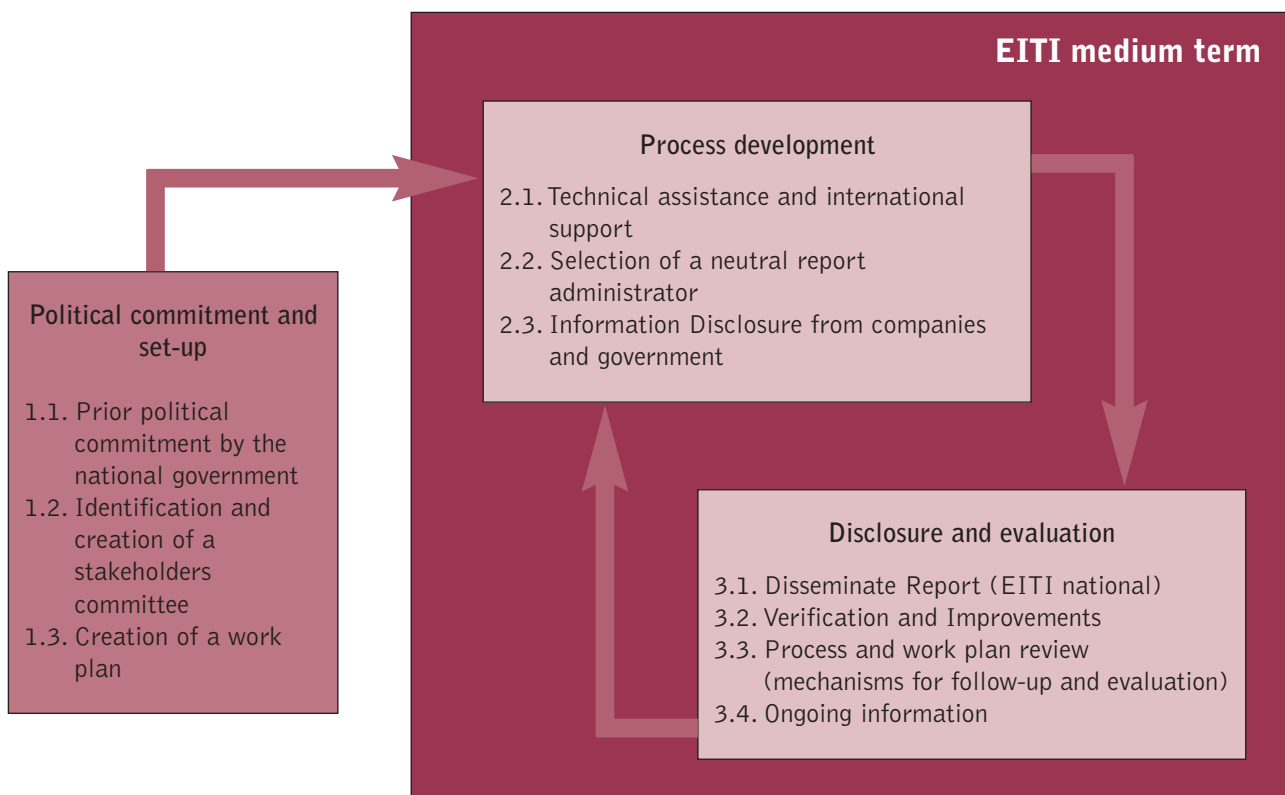 EITI medium term
Political commitment and
set-up
1.1. Prior political
commitment by the
national government
1.2. Identification and
creation of a
stakeholders
committee
1.3. Creation of a work
plan
Process development
2.1. Technical assistance and international
support
2.2. Selection of a neutral report
administrator
2.3. Information Disclosure from companies
and government
Disclosure and evaluation
3.1. Disseminate Report (EITI national)
3.2. Verification and Improvements
3.3. Process and work plan review
(mechanisms for follow-up and evaluation)
3.4. Ongoing information